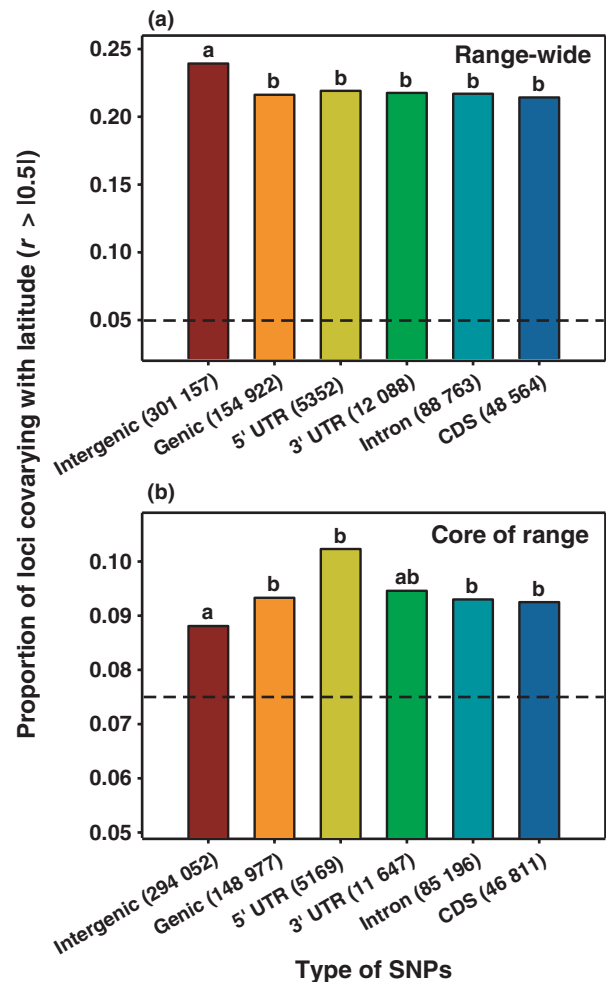 (a)
Range-wide
0.25
0.20
0.15
0.10
0.05
a
b
b
b
b
b
Intergenic (301 157)
Genic (154 922)
5' UTR (5352)
3' UTR (12 088)
Intron (88 763)
CDS (48 564)
Proportion of loci covarying with latitude (r > |0.5|)
(b)
Core of range
0.10
0.09
0.08
0.07
0.06
0.05
a
b
b
ab
b
b
Intergenic (294 052)
Genic (148 977)
5' UTR (5169)
3' UTR (11 647)
Intron (85 196)
CDS (46 811)
Type of SNPs